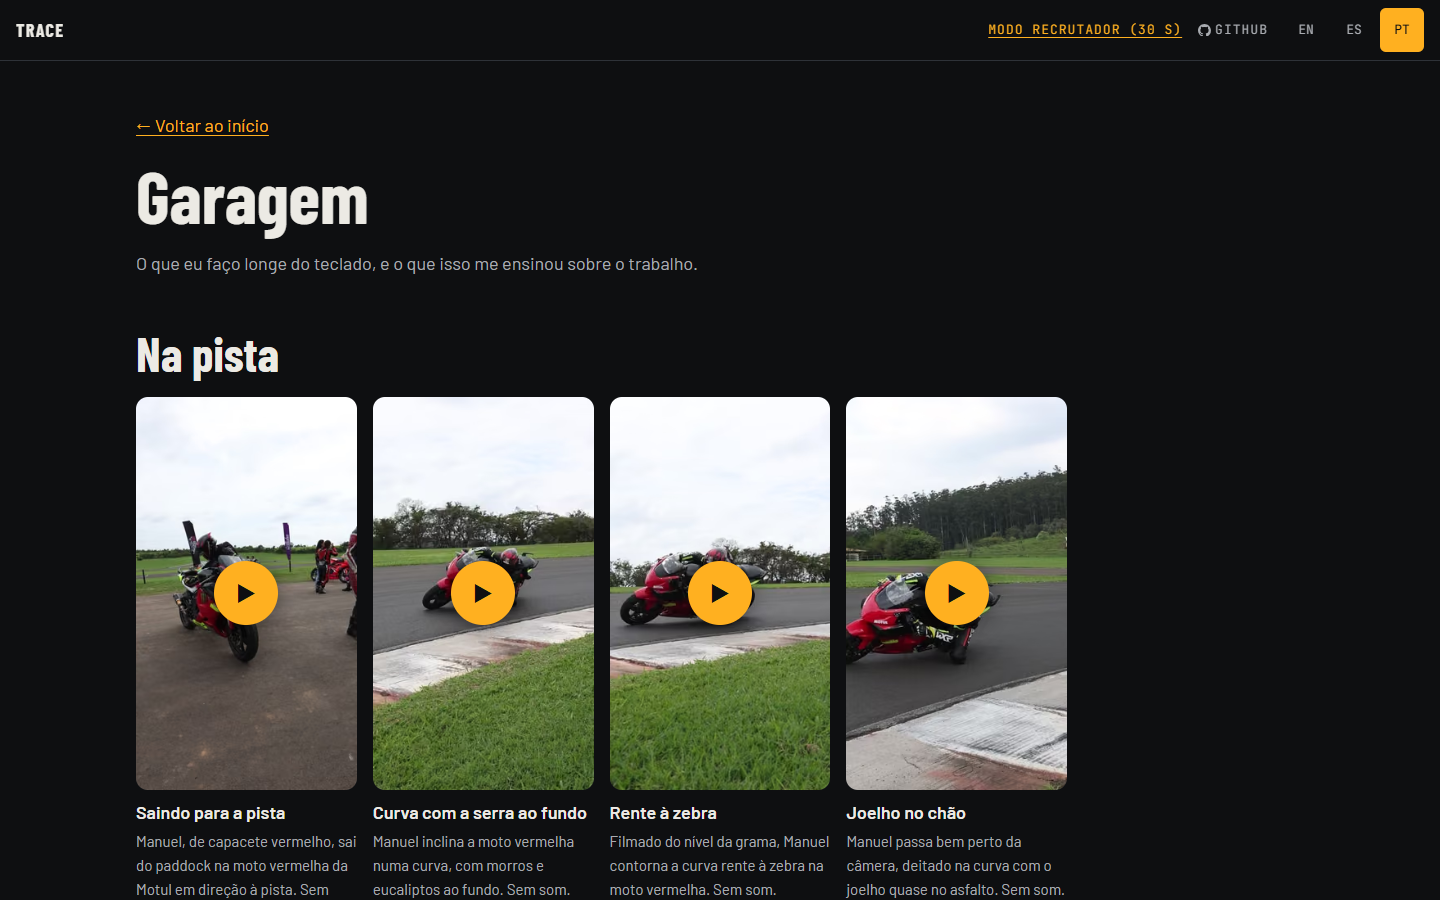 TRACE
MODO RECRUTADOR (30 S)
GITHUB
EN
ES
PT
← Voltar ao início
Garagem
O que eu faço longe do teclado, e o que isso me ensinou sobre o trabalho.
Na pista
Saindo para a pista
Manuel, de capacete vermelho, sai
do paddock na moto vermelha da
Motul em direção à pista. Sem
Curva com a serra ao fundo
Manuel inclina a moto vermelha
numa curva, com morros e
eucaliptos ao fundo. Sem som.
Rente à zebra
Filmado do nível da grama, Manuel
contorna a curva rente à zebra na
moto vermelha. Sem som.
Joelho no chão
Manuel passa bem perto da
câmera, deitado na curva com o
joelho quase no asfalto. Sem som.